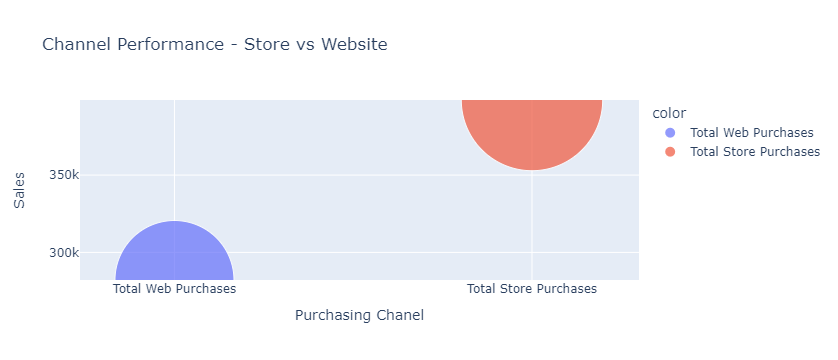 Channel Performance - Store vs Website
color
Total Web Purchases
Total Store Purchases
Sales
350k
300k
Total Web Purchases
Total Store Purchases
Purchasing Chanel